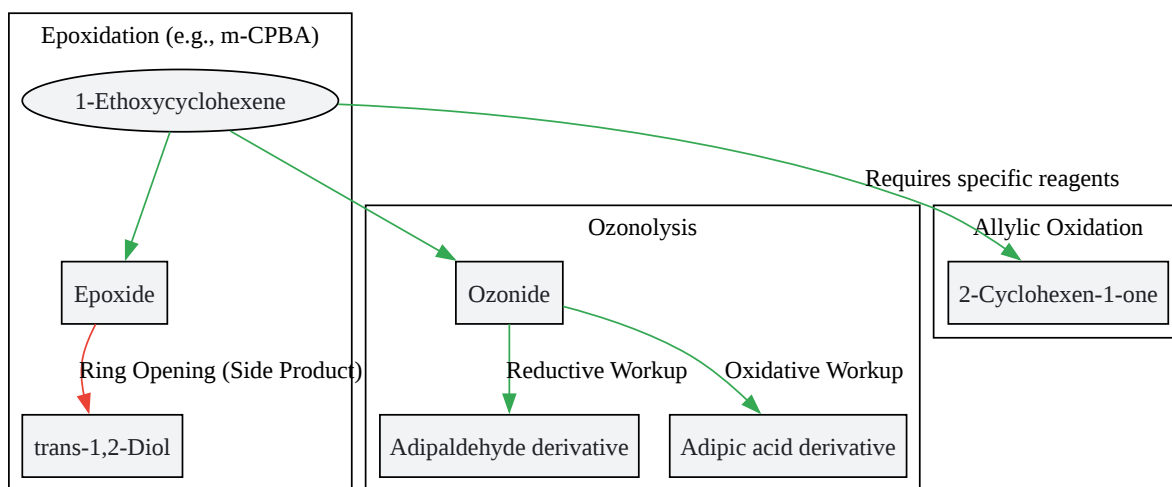 Epoxidation (e.g., m-CPBA)
1-Ethoxycyclohexene
Requires specific reagents
Ozonolysis
Allylic Oxidation
Epoxide
Ozonide
2-Cyclohexen-1-one
Ring Opening (Side Product)
Reductive Workup
Oxidative Workup
trans-1,2-Diol
Adipaldehyde derivative
Adipic acid derivative